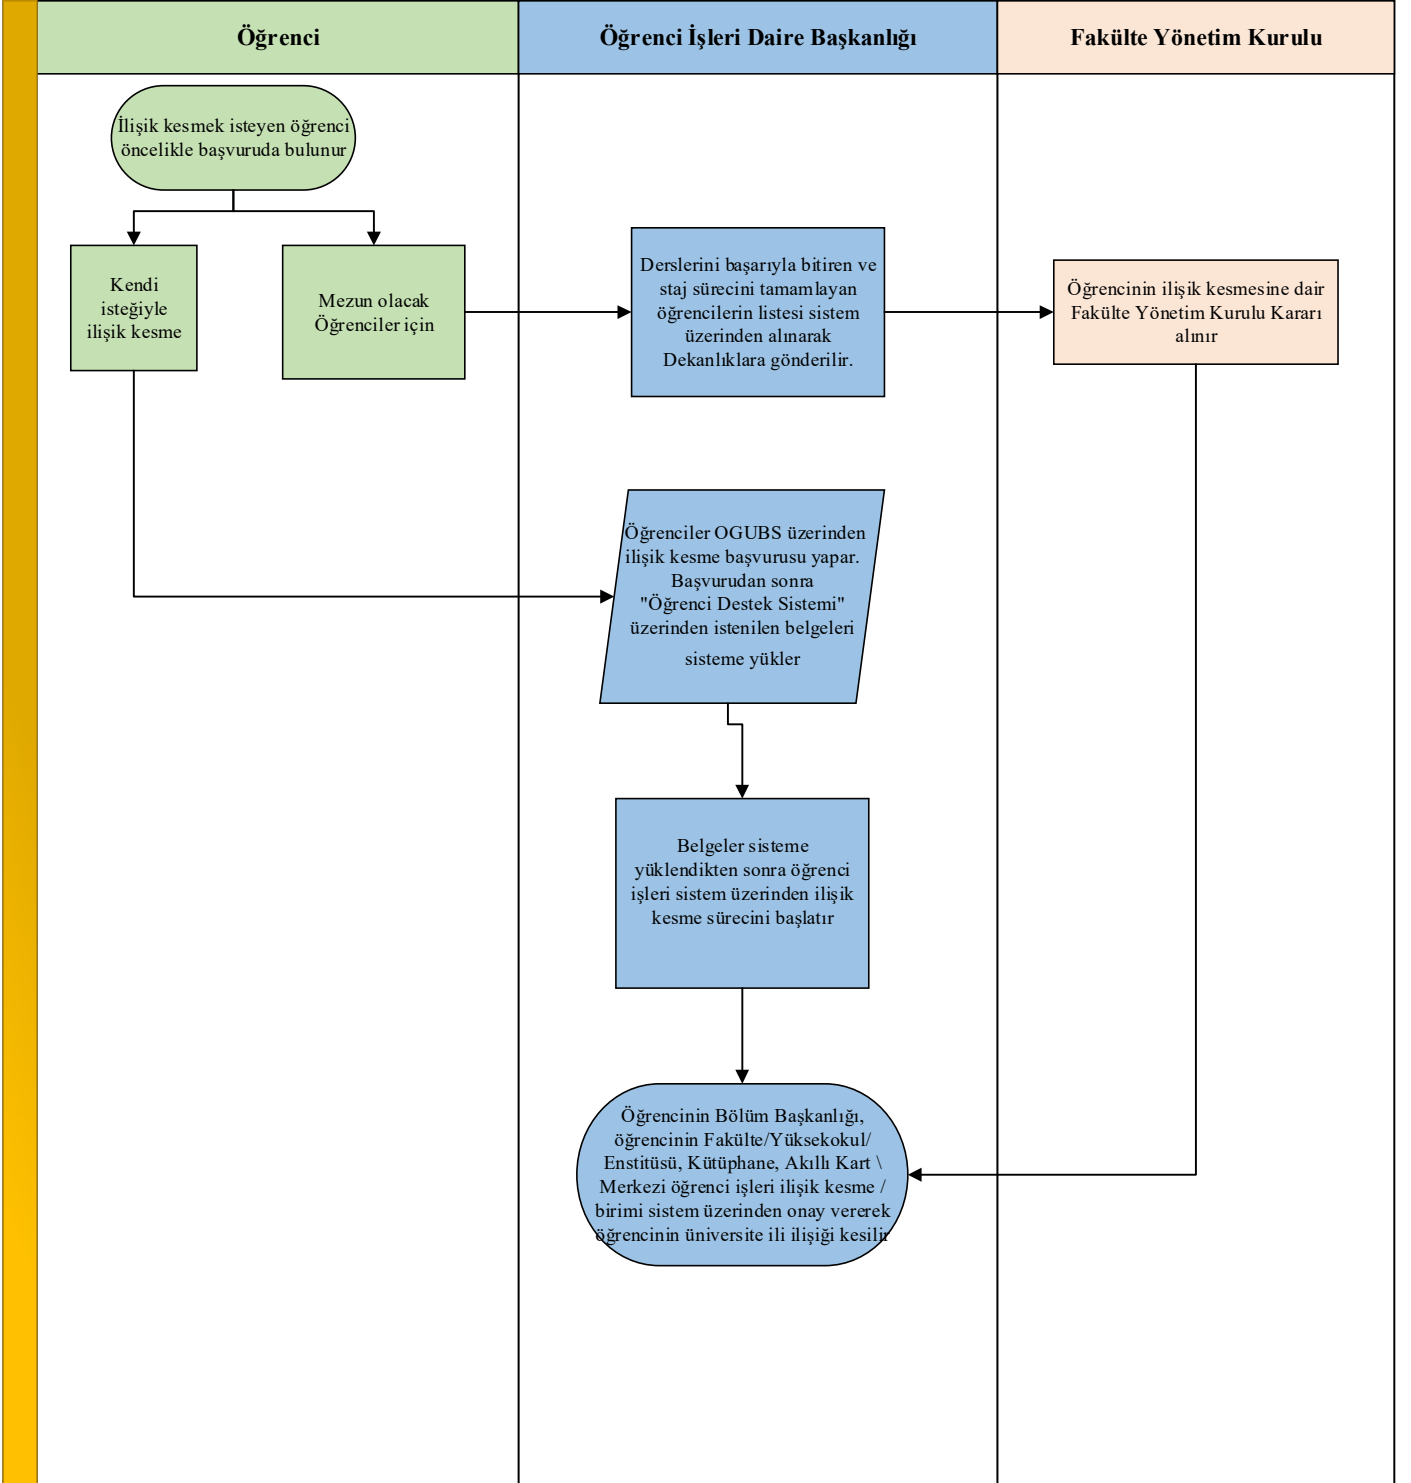 Öğrenci
Öğrenci İşleri Daire Başkanlığı
Fakülte Yönetim Kurulu
İlişik kesmek isteyen öğrenci
öncelikle başvuruda bulunur
Kendi
isteğiyle
ilişik kesme
Mezun olacak
Öğrenciler için
Derslerini başarıyla bitiren ve
staj sürecini tamamlayan
öğrencilerin listesi sistem
üzerinden alınarak
Dekanlıklara gönderilir.
Öğrencinin ilişik kesmesine dair
Fakülte Yönetim Kurulu Kararı
alınır
Öğrenciler OGUBS üzerinden
ilişik kesme başvurusu yapar.
Başvurudan sonra
"Öğrenci Destek Sistemi"
üzerinden istenilen belgeleri
sisteme yükler
Belgeler sisteme
yüklendikten sonra öğrenci
işleri sistem üzerinden ilişik
kesme sürecini başlatır
Öğrencinin Bölüm Başkanlığı,
öğrencinin Fakülte/Yüksekokul/
Enstitüsü, Kütüphane, Akıllı Kart \
Merkezi öğrenci işleri ilişik kesme /
birimi sistem üzerinden onay vererek
öğrencinin üniversite ili ilişiği kesilir